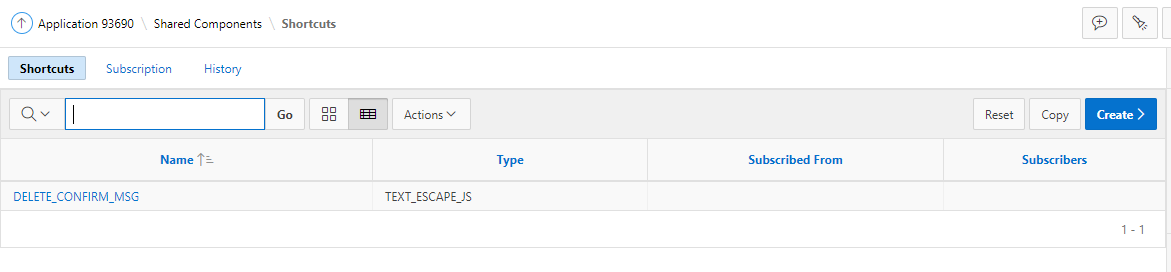 Application 93690 \ Shared Components \ Shortcuts
Shortcuts Subscription History
Go Actions Reset Copy Create
Name Type Subscribed From Subscribers
DELETE_CONFIRM_MSG TEXT_ESCAPE_JS
1 - 1